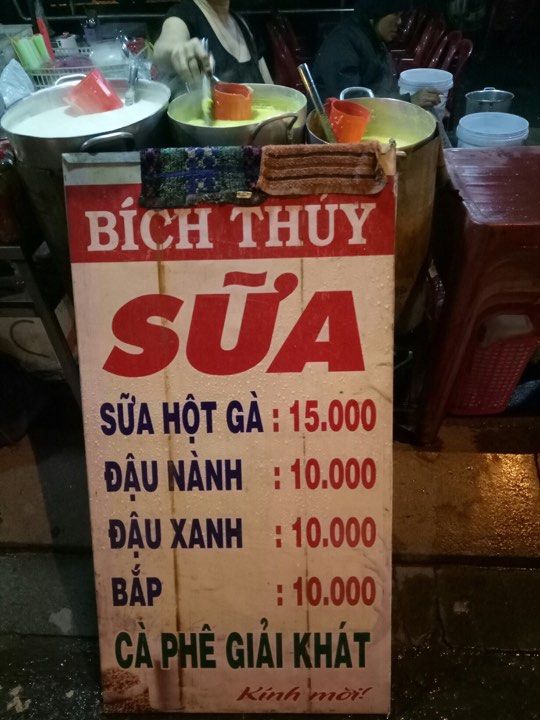 BÍCH THÚY
SỮA
SỮA HỘT GÀ : 15.000
ĐẬU NÀNH : 10.000
ĐẬU XANH : 10.000
BẮP : 10.000
CÀ PHÊ GIẢI KHÁT
Kính mời!